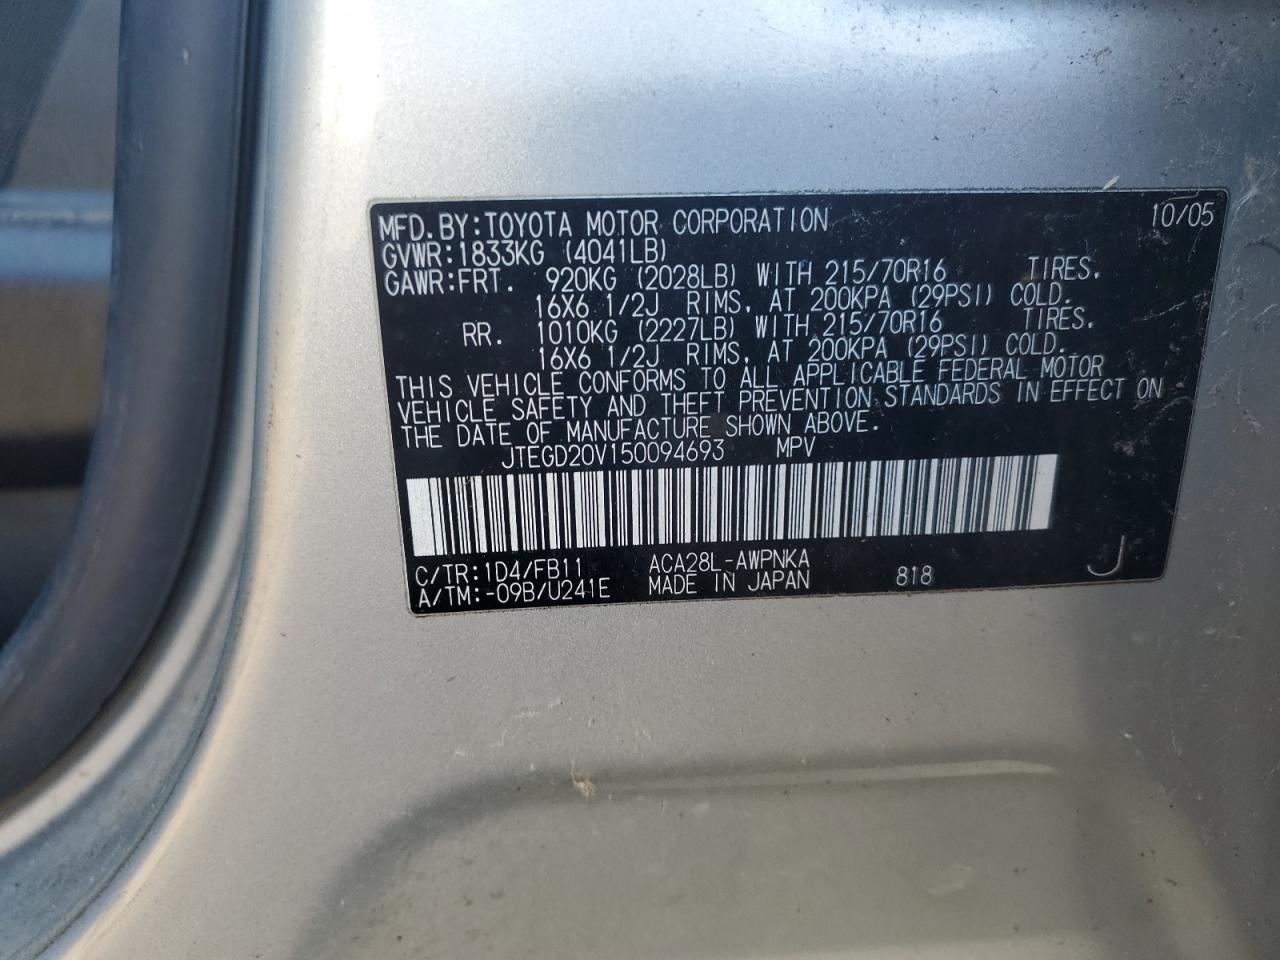 MFD.BY:TOYOTA MOTOR CORPORATION 10/05
GVWR:1833KG (4041LB)
GAWR:FRT. 920KG (2028LB) WITH 215/70R16 TIRES,
16X6 1/2J RIMS, AT 200KPA (29PSI) COLD.
RR. 1010KG (2227LB) WITH 215/70R16 TIRES,
16X6 1/2J RIMS, AT 200KPA (29PSI) COLD.
THIS VEHICLE CONFORMS TO ALL APPLICABLE FEDERAL MOTOR
VEHICLE SAFETY AND THEFT PREVENTION STANDARDS IN EFFECT ON
THE DATE OF MANUFACTURE SHOWN ABOVE.
JTEGD20V150094693 MPV
C/TR:1D4/FB11 ACA28L-AWPNKA
A/TM:-09B/U241E MADE IN JAPAN 818 J